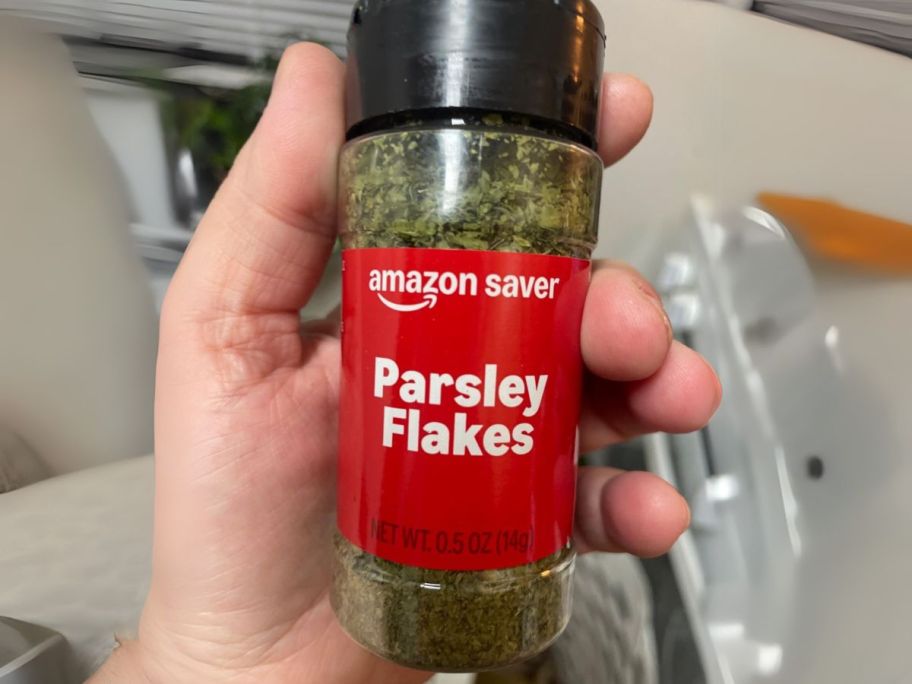 amazon saver
Parsley
Flakes
NET WT. 0.5 OZ (14g)